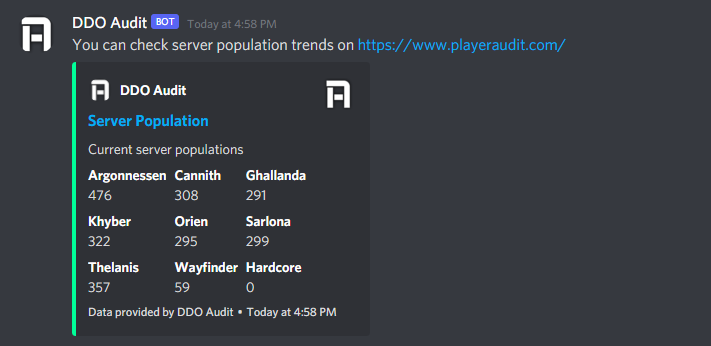 DDO Audit BOT Today at 4:58 PM
You can check server population trends on https://www.playeraudit.com/
DDO Audit
Server Population
Current server populations
Argonnessen Cannith Ghallanda
476 308 291
Khyber Orien Sarlona
322 295 299
Thelanis Wayfinder Hardcore
357 59 0
Data provided by DDO Audit • Today at 4:58 PM